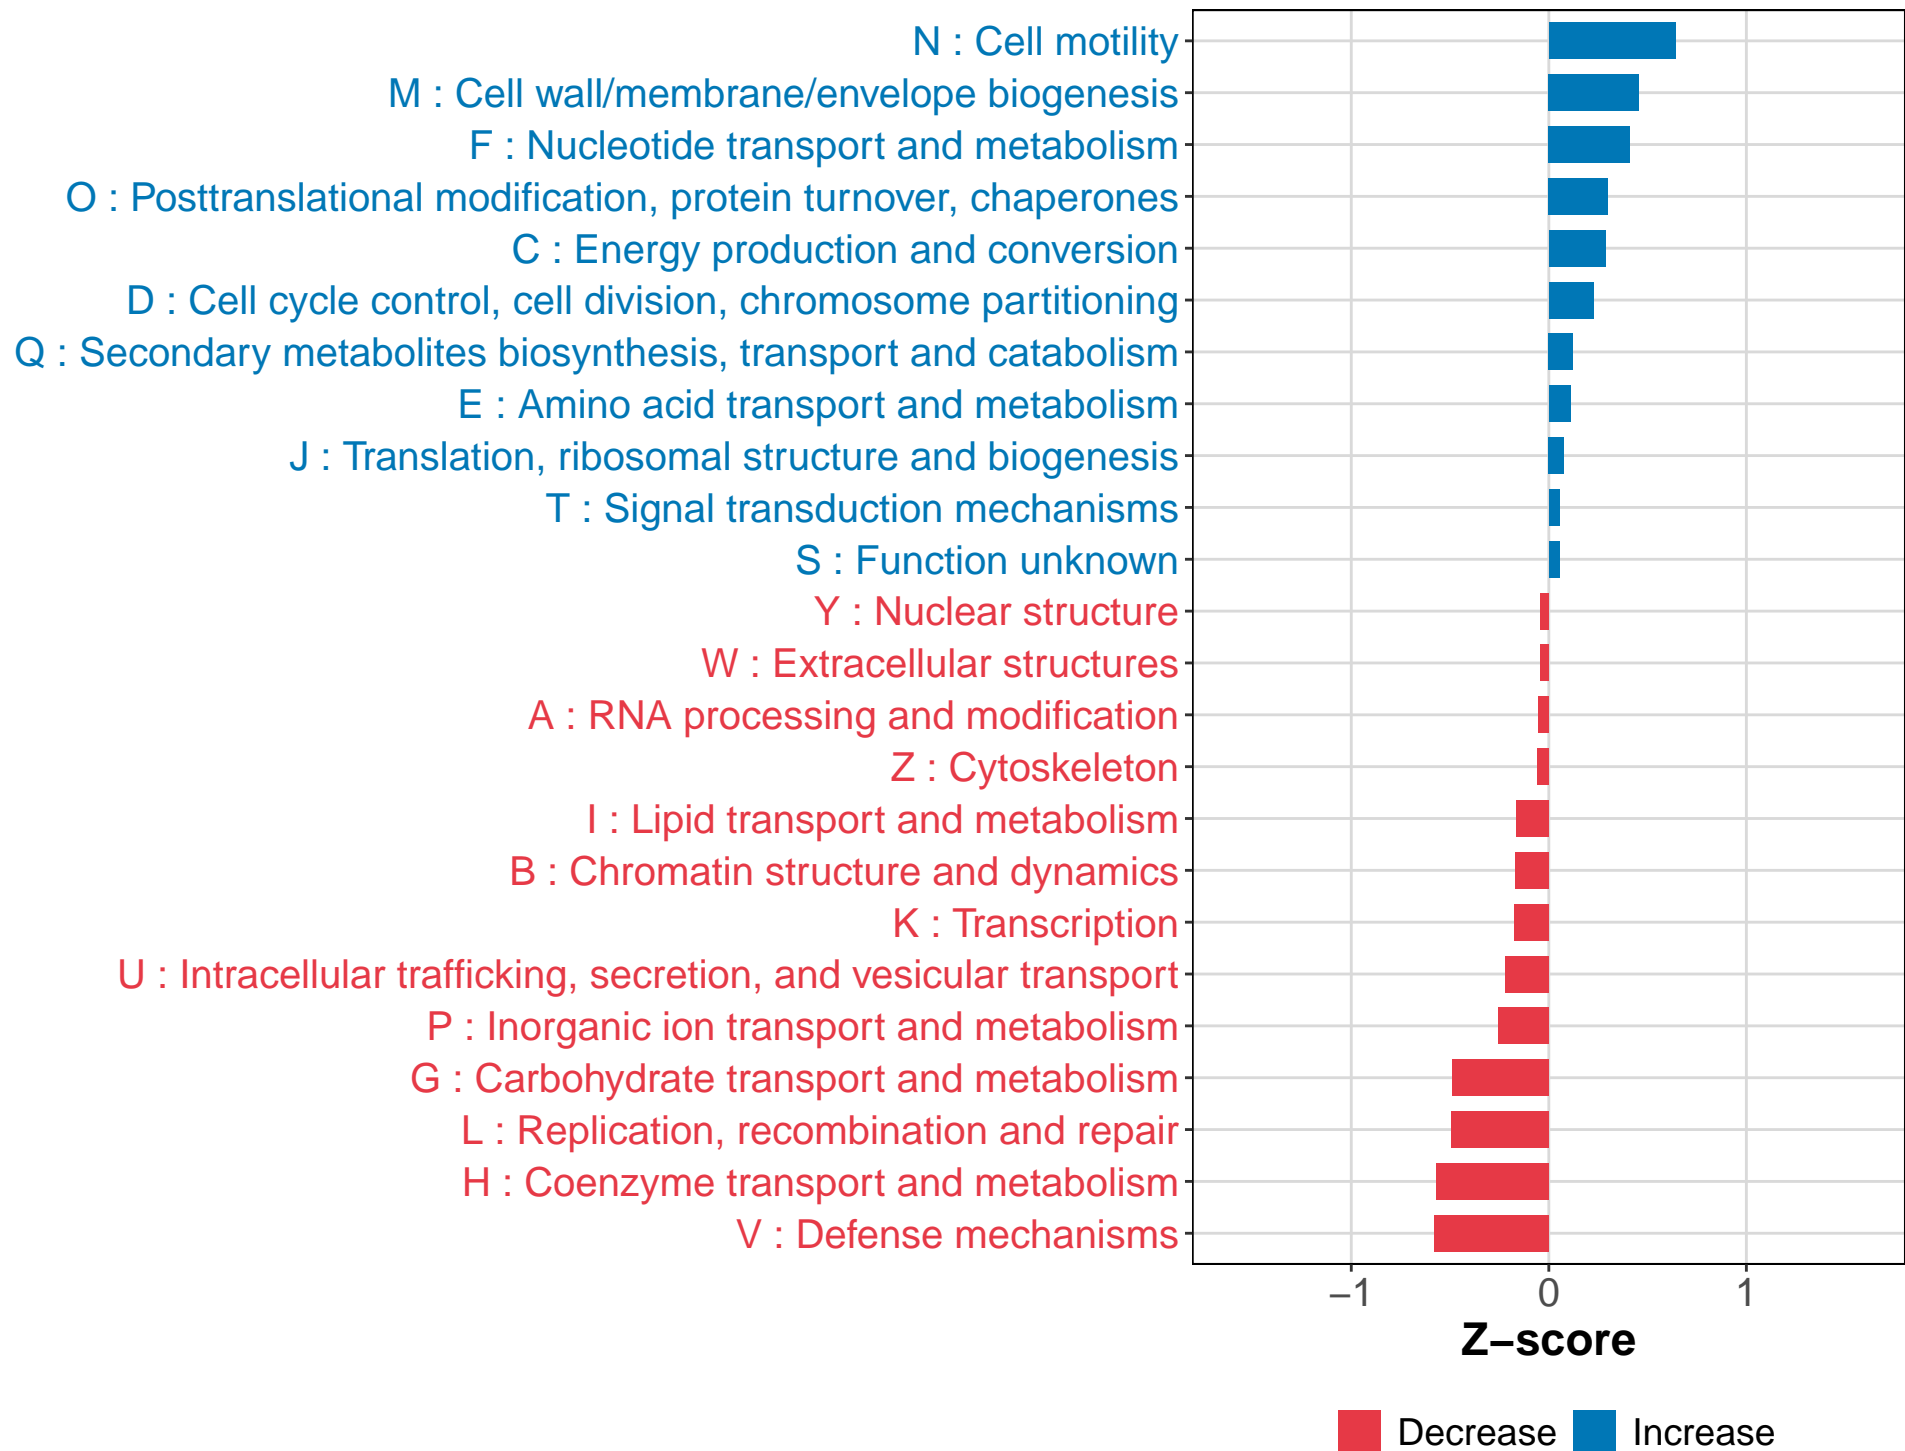 N : Cell motility
M : Cell wall/membrane/envelope biogenesis
F : Nucleotide transport and metabolism
O : Posttranslational modification, protein turnover, chaperones
C : Energy production and conversion
D : Cell cycle control, cell division, chromosome partitioning
Q : Secondary metabolites biosynthesis, transport and catabolism
E : Amino acid transport and metabolism
J : Translation, ribosomal structure and biogenesis
T : Signal transduction mechanisms
S : Function unknown
Y : Nuclear structure
W : Extracellular structures
A : RNA processing and modification
Z : Cytoskeleton
I : Lipid transport and metabolism
B : Chromatin structure and dynamics
K : Transcription
U : Intracellular trafficking, secretion, and vesicular transport
P : Inorganic ion transport and metabolism
G : Carbohydrate transport and metabolism
L : Replication, recombination and repair
H : Coenzyme transport and metabolism
V : Defense mechanisms
−1 0 1
Z−score
Decrease Increase